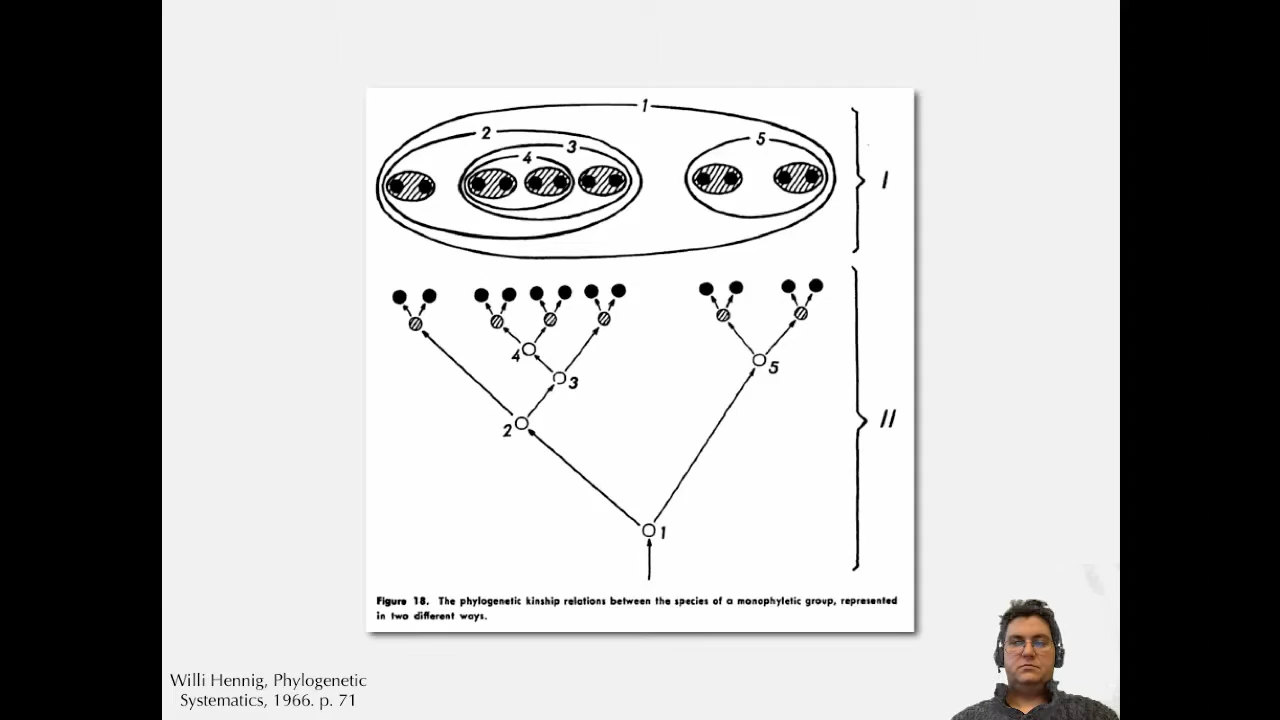 1
2
3
4
5
I
4
3
5
2
1
II
Figure 18. The phylogenetic kinship relations between the species of a monophyletic group, represented
in two different ways.
Willi Hennig, Phylogenetic
Systematics, 1966. p. 71